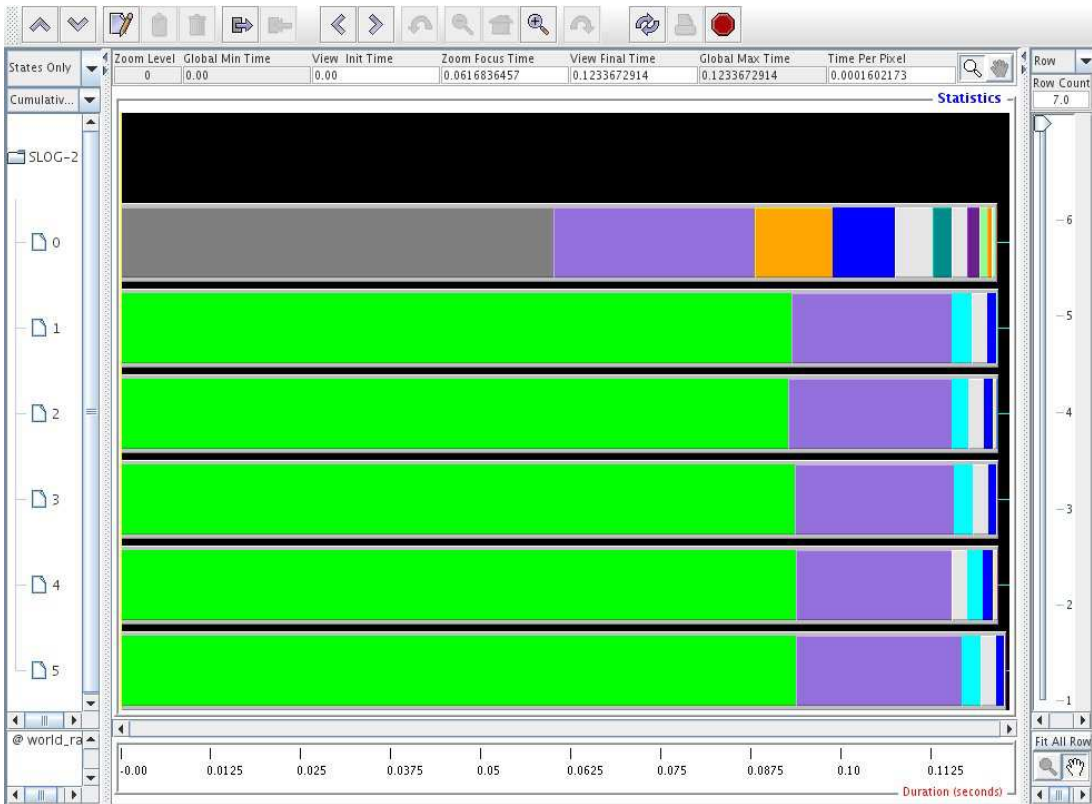 States Only
Cumulativ...
Zoom Level Global Min Time View Init Time Zoom Focus Time View Final Time Global Max Time Time Per Pixel
0 0.00 0.00 0.0616836457 0.1233672914 0.1233672914 0.0001602173
Row
Row Count
7.0
Statistics
SLOG-2
0
1
2
3
4
5
6
5
4
3
2
1
@ world_ra
Fit All Row
-0.00 0.0125 0.025 0.0375 0.05 0.0625 0.075 0.0875 0.10 0.1125
Duration (seconds)